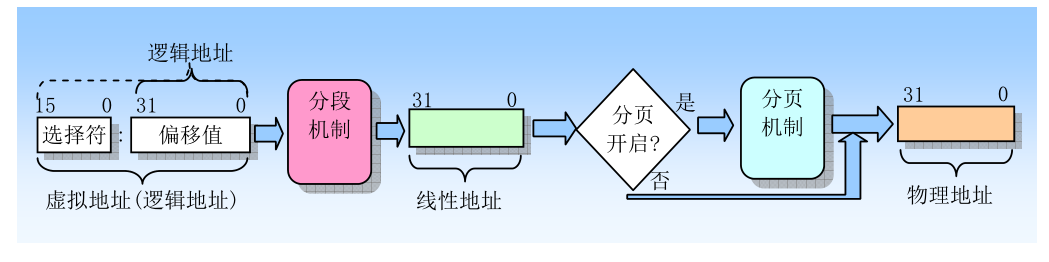 逻辑地址
15 0 31 0
选择符 : 偏移值
虚拟地址(逻辑地址)
分段
机制
31 0
线性地址
分页
开启?
是
否
分页
机制
31 0
物理地址